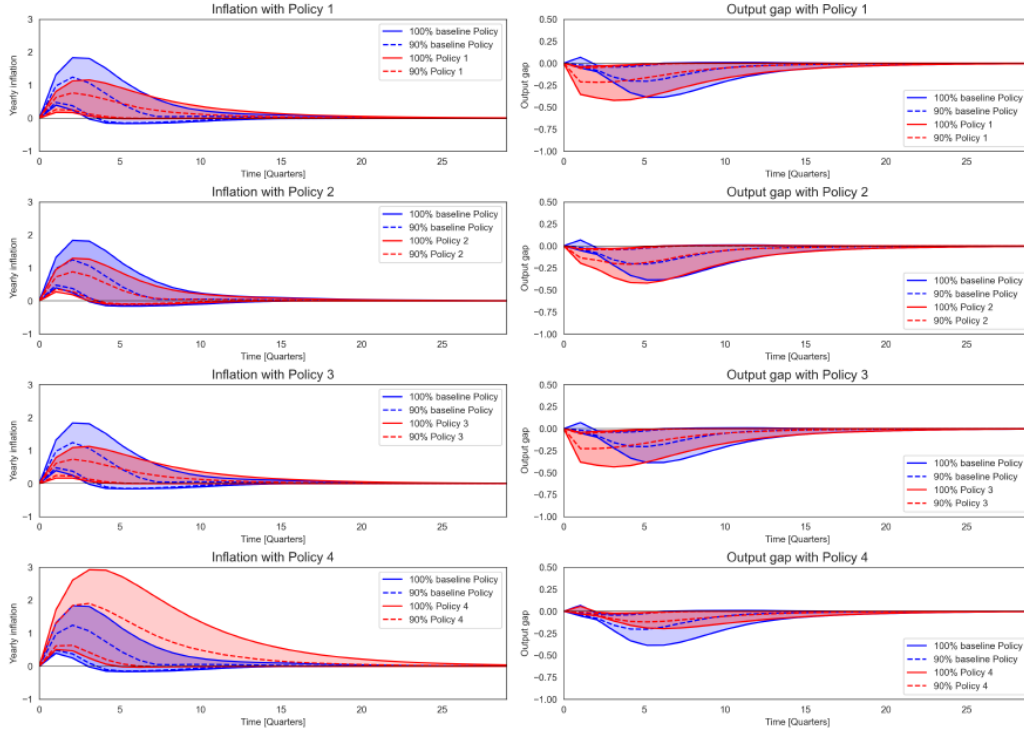 Inflation with Policy 1
3
2
1
0
−1
Yearly inflation
0
5
10
15
20
25
Time [Quarters]
100% baseline Policy
90% baseline Policy
100% Policy 1
90% Policy 1
Output gap with Policy 1
0.50
0.25
0.00
−0.25
−0.50
−0.75
−1.00
Output gap
0
5
10
15
20
25
Time [Quarters]
100% baseline Policy
90% baseline Policy
100% Policy 1
90% Policy 1
Inflation with Policy 2
3
2
1
0
−1
Yearly inflation
0
5
10
15
20
25
Time [Quarters]
100% baseline Policy
90% baseline Policy
100% Policy 2
90% Policy 2
Output gap with Policy 2
0.50
0.25
0.00
−0.25
−0.50
−0.75
−1.00
Output gap
0
5
10
15
20
25
Time [Quarters]
100% baseline Policy
90% baseline Policy
100% Policy 2
90% Policy 2
Inflation with Policy 3
3
2
1
0
−1
Yearly inflation
0
5
10
15
20
25
Time [Quarters]
100% baseline Policy
90% baseline Policy
100% Policy 3
90% Policy 3
Output gap with Policy 3
0.50
0.25
0.00
−0.25
−0.50
−0.75
−1.00
Output gap
0
5
10
15
20
25
Time [Quarters]
100% baseline Policy
90% baseline Policy
100% Policy 3
90% Policy 3
Inflation with Policy 4
3
2
1
0
−1
Yearly inflation
0
5
10
15
20
25
Time [Quarters]
100% baseline Policy
90% baseline Policy
100% Policy 4
90% Policy 4
Output gap with Policy 4
0.50
0.25
0.00
−0.25
−0.50
−0.75
−1.00
Output gap
0
5
10
15
20
25
Time [Quarters]
100% baseline Policy
90% baseline Policy
100% Policy 4
90% Policy 4